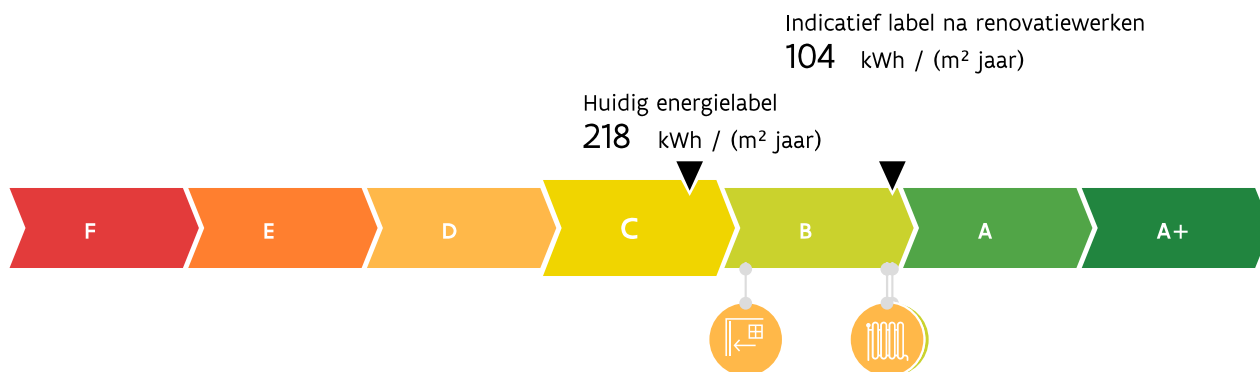 Indicatief label na renovatiewerken
104 kWh / (m² jaar)
Huidig energielabel
218 kWh / (m² jaar)
F E D C B A A+